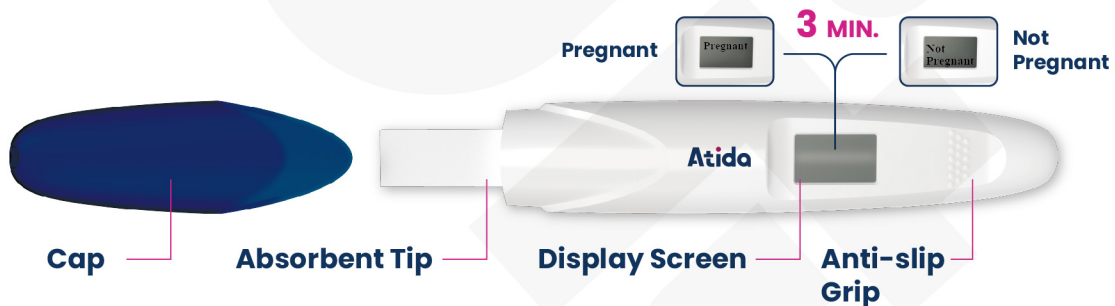 3 MIN.
Pregnant
Pregnant
Not
Pregnant
Not
Pregnant
Atida
Cap
Absorbent Tip
Display Screen
Anti-slip
Grip